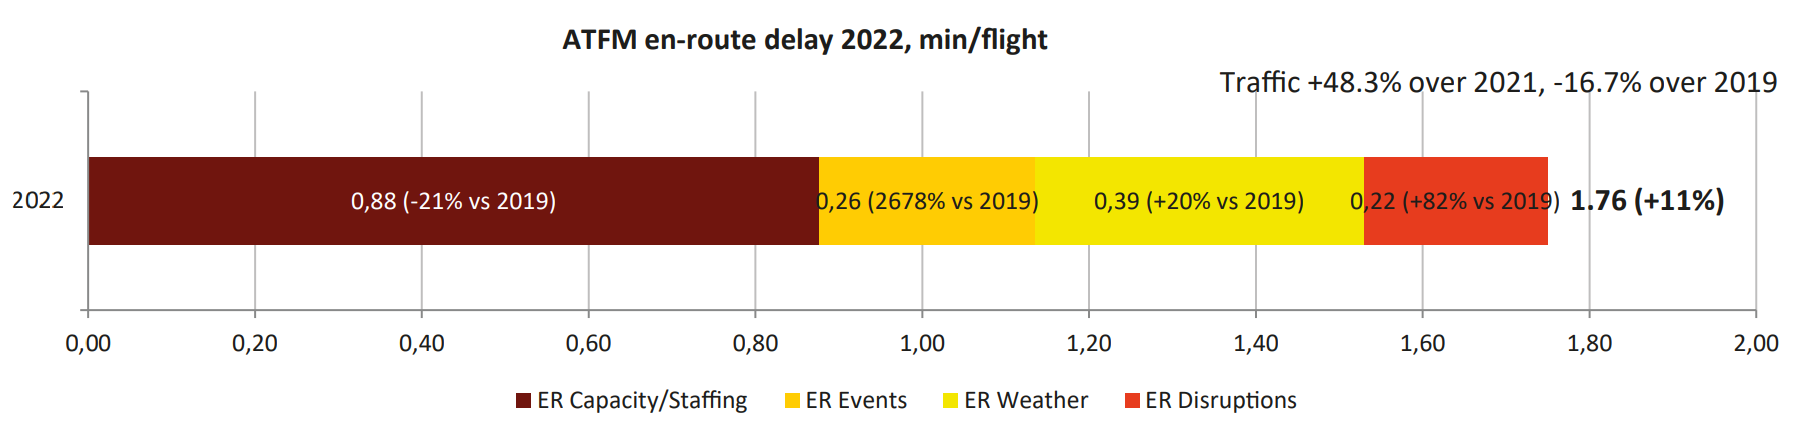 ATFM en-route delay 2022, min/flight
Traffic +48.3% over 2021, -16.7% over 2019
2022
0,88 (-21% vs 2019)
0,26 (2678% vs 2019)
0,39 (+20% vs 2019)
0,22 (+82% vs 2019)
1.76 (+11%)
0,00 0,20 0,40 0,60 0,80 1,00 1,20 1,40 1,60 1,80 2,00
ER Capacity/Staffing ER Events ER Weather ER Disruptions